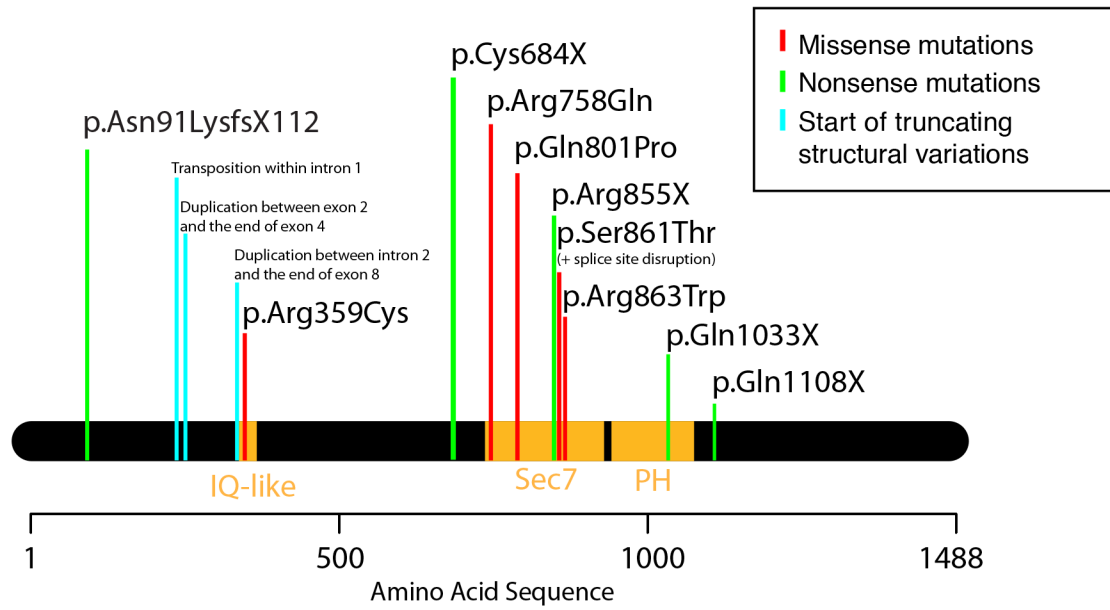 p.Cys684X
Missense mutations
Nonsense mutations
Start of truncating
structural variations
p.Arg758Gln
p.Asn91LysfsX112
p.Gln801Pro
Transposition within intron 1
p.Arg855X
Duplication between exon 2
and the end of exon 4
p.Ser861Thr
(+ splice site disruption)
Duplication between intron 2
and the end of exon 8
p.Arg863Trp
p.Arg359Cys
p.Gln1033X
p.Gln1108X
IQ-like
Sec7
PH
1
500
1000
1488
Amino Acid Sequence